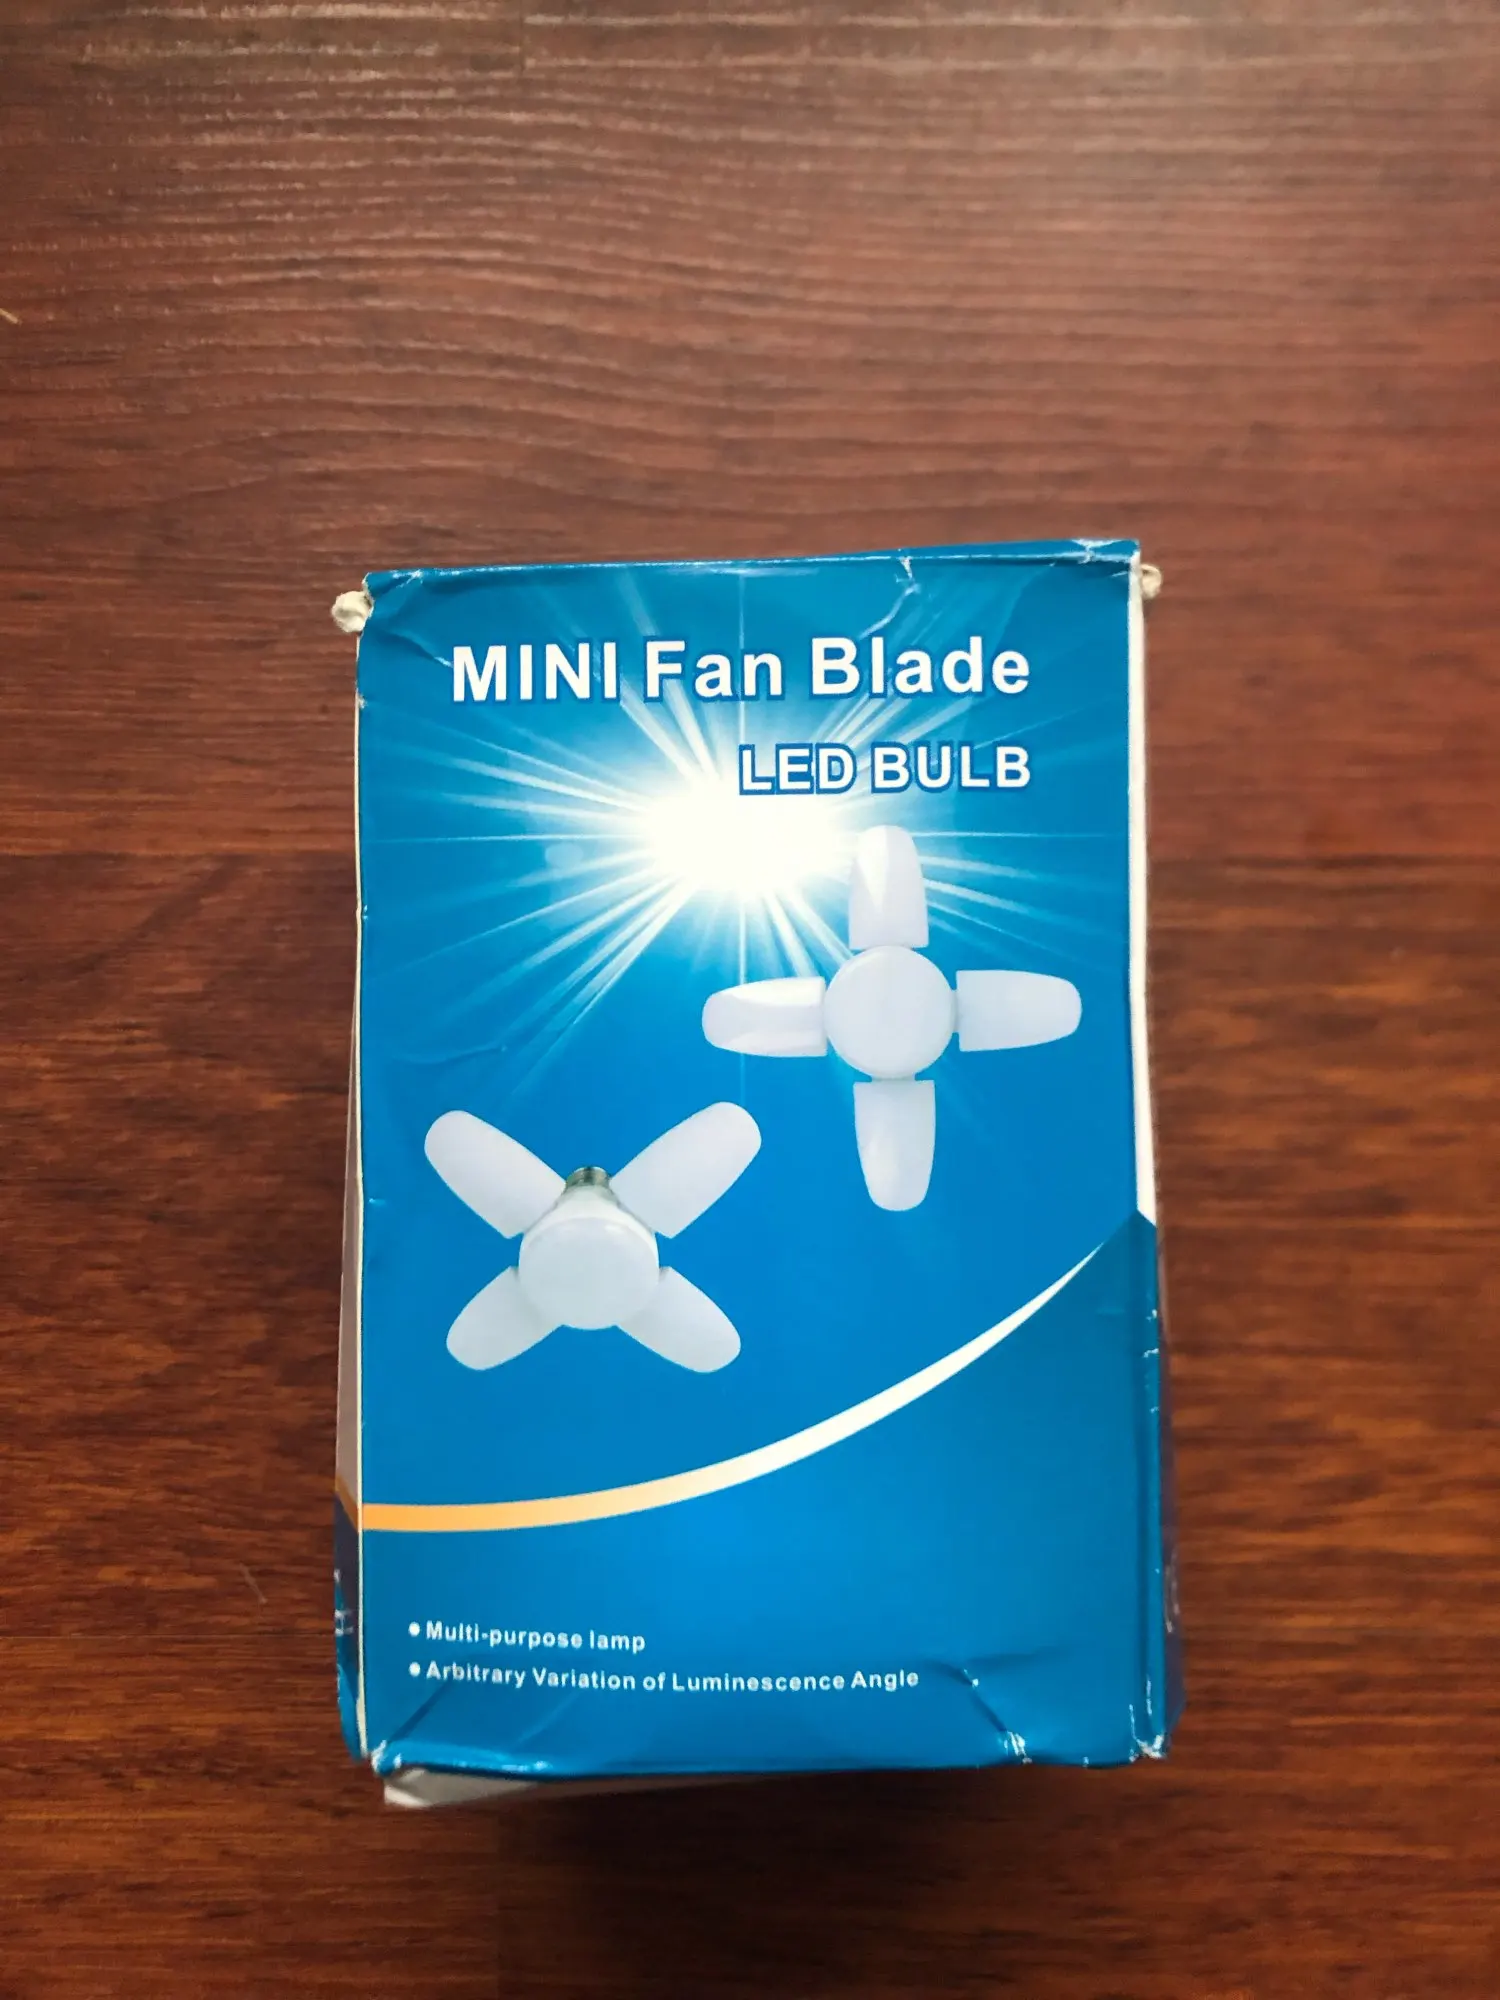 MINI Fan Blade
LED BULB
• Multi-purpose lamp
• Arbitrary Variation of Luminescence Angle